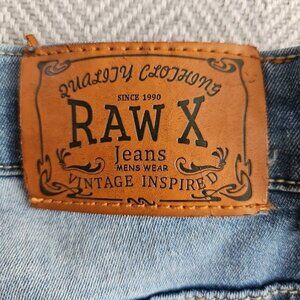 QUALITY CLOTHING
SINCE 1990
RAW X
Jeans
MENS WEAR
VINTAGE INSPIRED